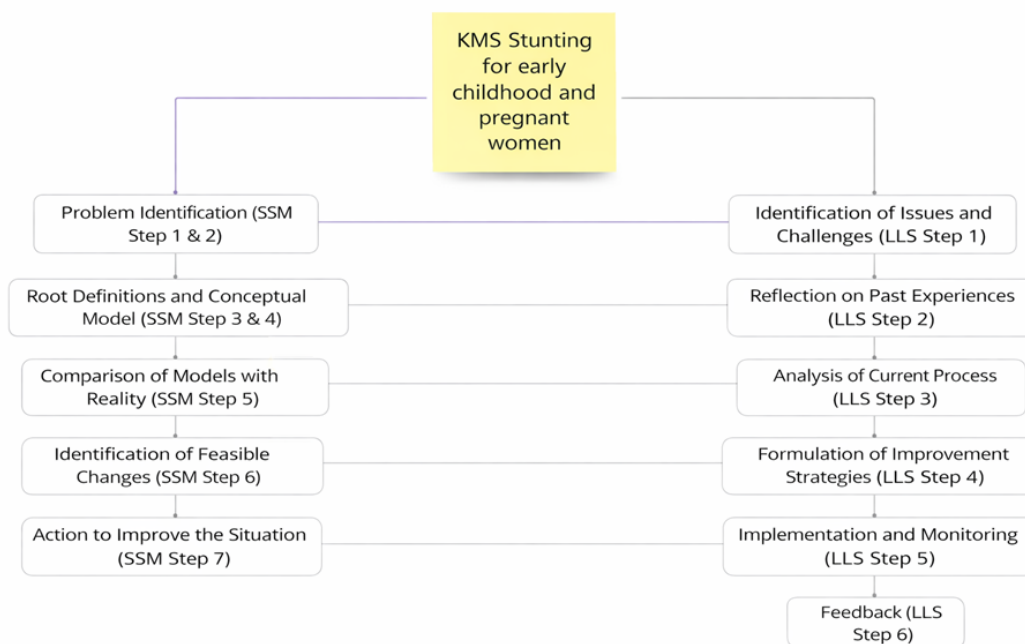 KMS Stunting
for early
childhood and
pregnant
women
Problem Identification (SSM
Step 1 & 2)
Identification of Issues and
Challenges (LLS Step 1)
Root Definitions and Conceptual
Model (SSM Step 3 & 4)
Reflection on Past Experiences
(LLS Step 2)
Comparison of Models with
Reality (SSM Step 5)
Analysis of Current Process
(LLS Step 3)
Identification of Feasible
Changes (SSM Step 6)
Formulation of Improvement
Strategies (LLS Step 4)
Action to Improve the Situation
(SSM Step 7)
Implementation and Monitoring
(LLS Step 5)
Feedback (LLS
Step 6)